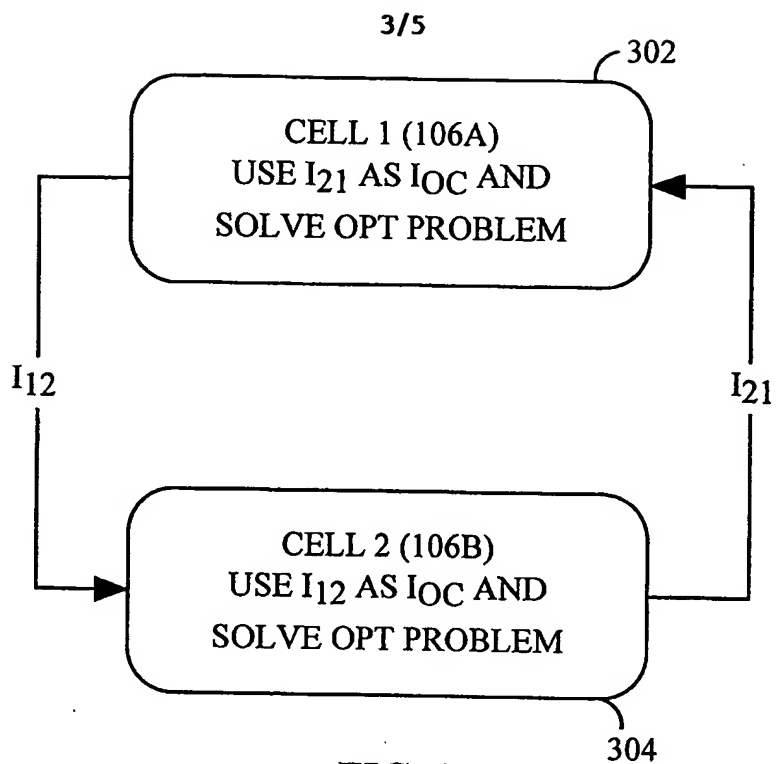 3/5
302
CELL 1 (106A)
USE I21 AS IOC AND
SOLVE OPT PROBLEM
I12
I21
CELL 2 (106B)
USE I12 AS IOC AND
SOLVE OPT PROBLEM
304